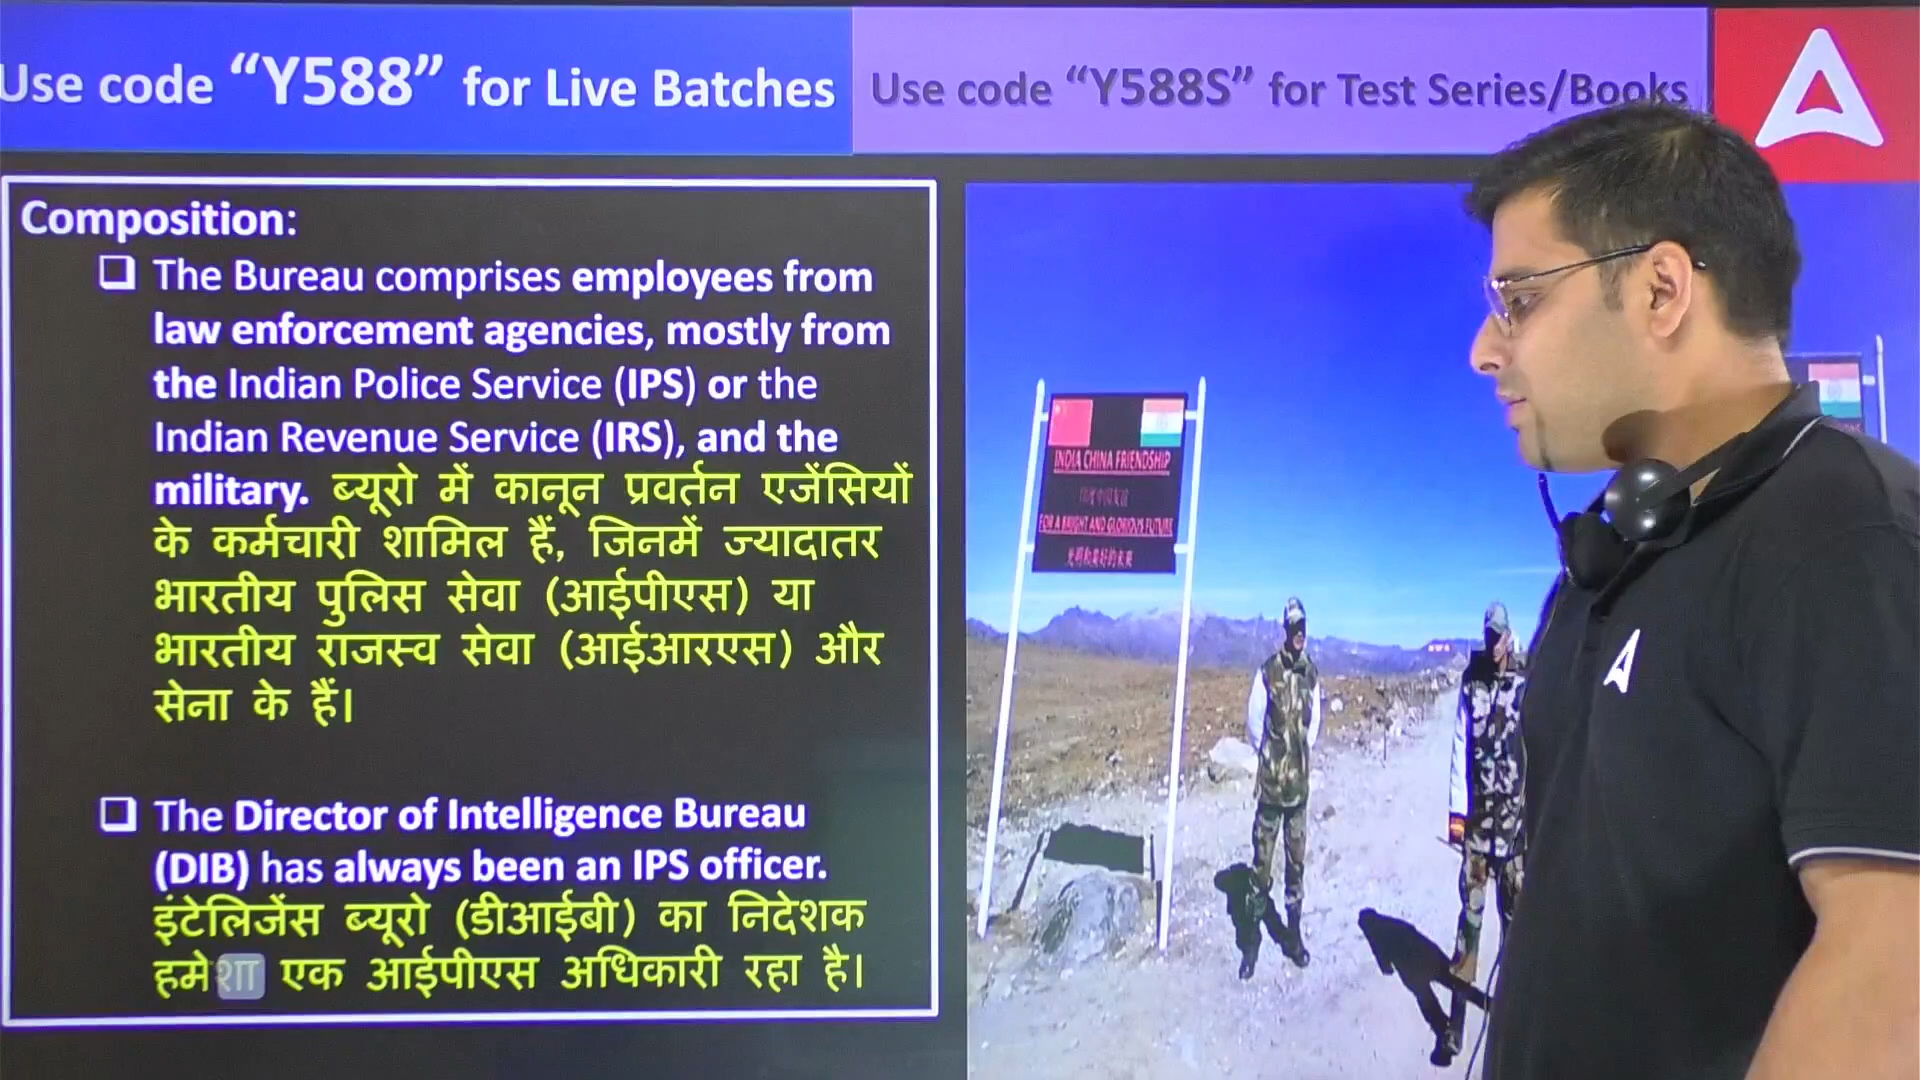 Use code “Y588” for Live Batches
Use code “Y588S” for Test Series/Books
Composition:
❑ The Bureau comprises employees from
law enforcement agencies, mostly from
the Indian Police Service (IPS) or the
Indian Revenue Service (IRS), and the
military. ब्यूरो में कानून प्रवर्तन एजेंसियों
के कर्मचारी शामिल हैं, जिनमें ज्यादातर
भारतीय पुलिस सेवा (आईपीएस) या
भारतीय राजस्व सेवा (आईआरएस) और
सेना के हैं।
❑ The Director of Intelligence Bureau
(DIB) has always been an IPS officer.
इंटेलिजेंस ब्यूरो (डीआईबी) का निदेशक
हमेशा एक आईपीएस अधिकारी रहा है।
INDIA CHINA FRIENDSHIP
FOR A BRIGHT AND GLORIOUS FUTURE